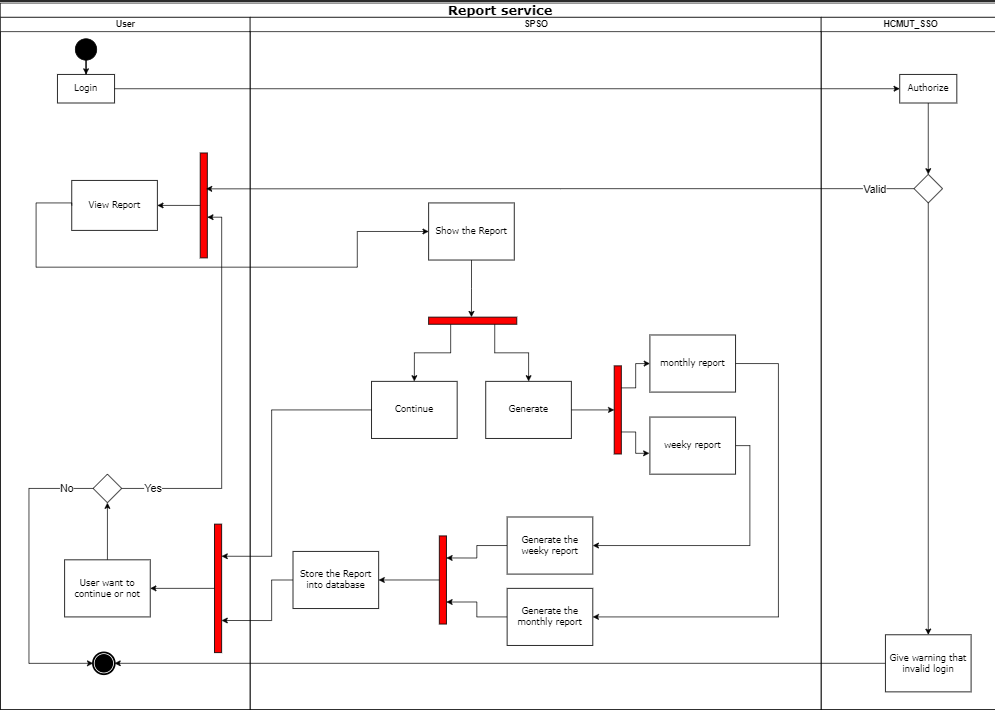 Report service
User
SPSO
HCMUT_SSO
Login
Authorize
Valid
View Report
Show the Report
monthly report
Continue
Generate
weeky report
No
Yes
Generate the
weekly report
Store the Report
into database
User want to
continue or not
Generate the
monthly report
Give warning that
invalid login